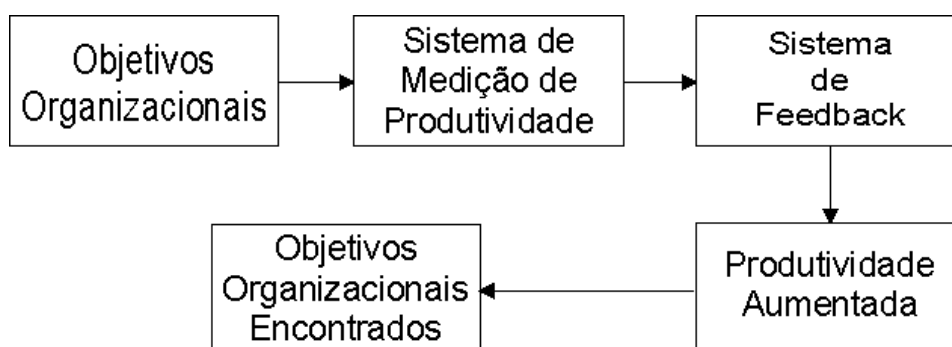 Objetivos
Organizacionais
Sistema de
Medição de
Produtividade
Sistema
de
Feedback
Produtividade
Aumentada
Objetivos
Organizacionais
Encontrados